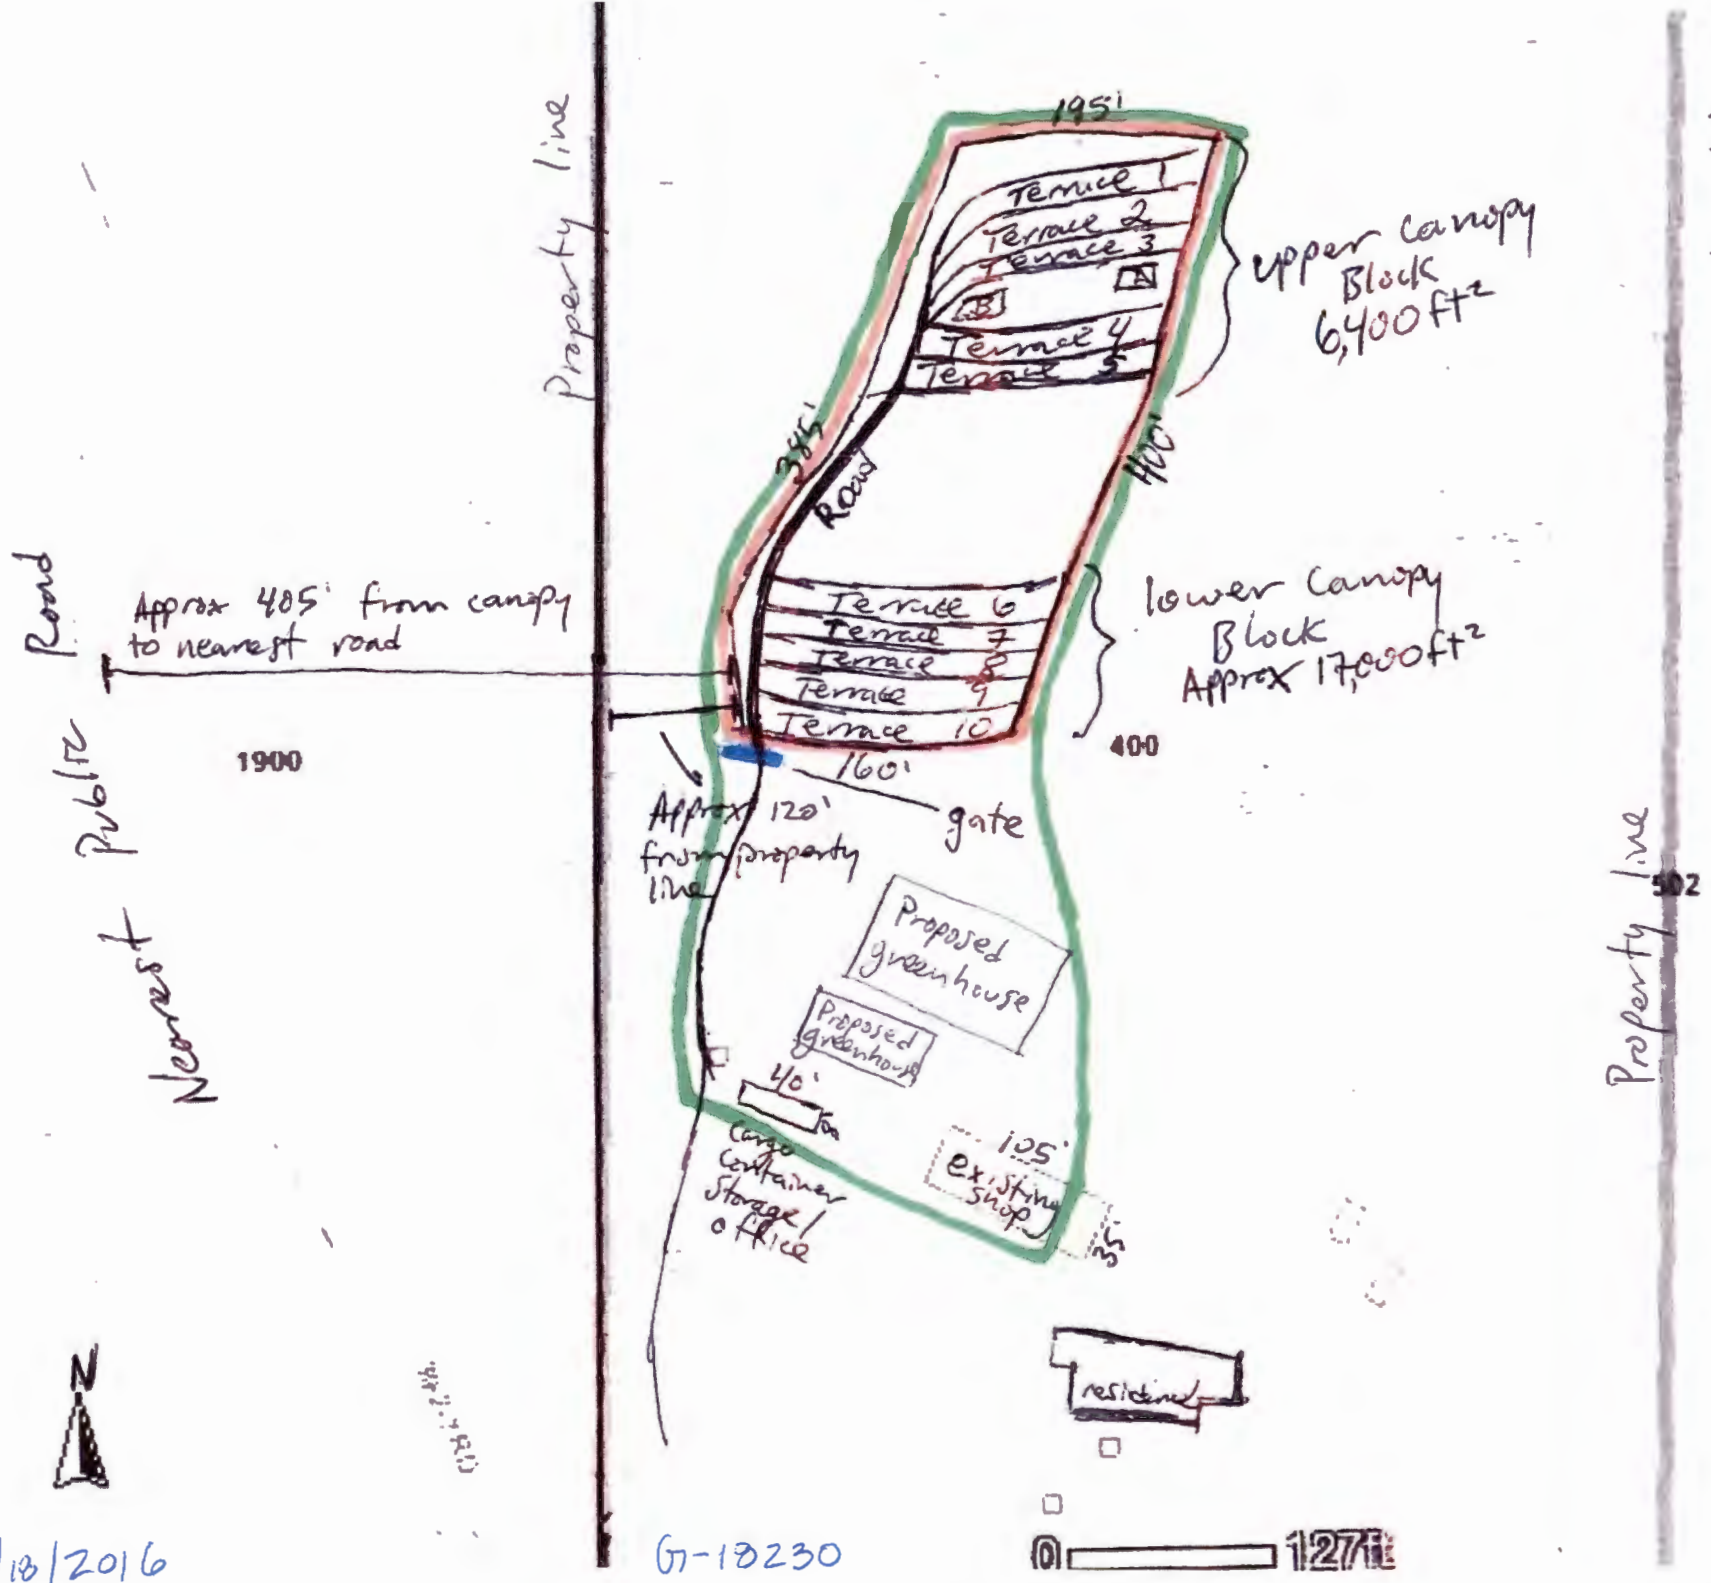 195'
Property line
Terrace 1
Terrace 2
Terrace 3
A
B
Terrace 4
Terrace 5
upper canopy
Block
6,400 ft²
385'
400'
Road
Nearest Public Road
Approx 405' from canopy
to nearest road
Terrace 6
Terrace 7
Terrace 8
Terrace 9
Terrace 10
lower canopy
Block
Approx 17,000 ft²
1900
400
160'
gate
Approx 120'
from property
line
Property line
502
Proposed
greenhouse
Proposed
greenhouse
40'
Cargo
Container
Storage/
office
105'
existing
shop
35'
residence
N
/18/2016
G-18230
0
127ft